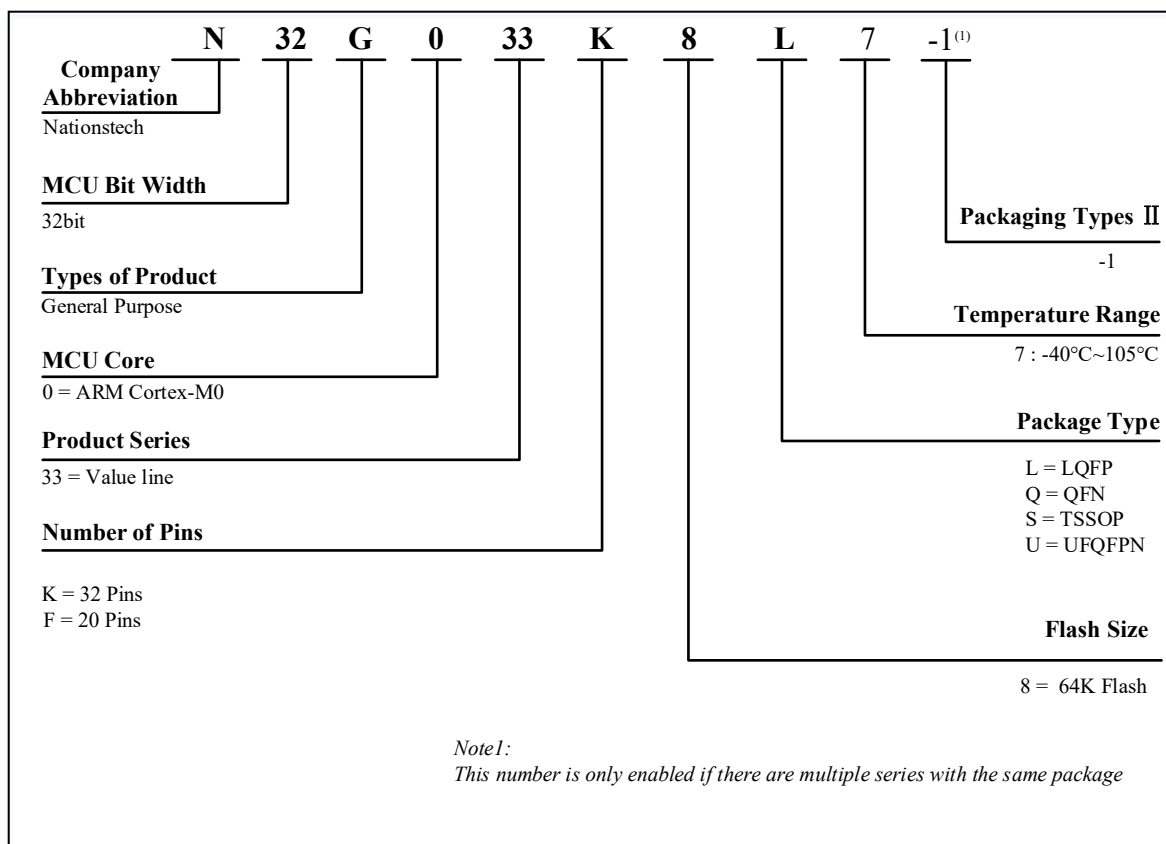 N 32 G 0 33 K 8 L 7 -1(1)
Company
Abbreviation
Nationstech
MCU Bit Width
32bit
Types of Product
General Purpose
MCU Core
0 = ARM Cortex-M0
Product Series
33 = Value line
Number of Pins
K = 32 Pins
F = 20 Pins
Packaging Types Ⅱ
-1
Temperature Range
7 : -40°C~105°C
Package Type
L = LQFP
Q = QFN
S = TSSOP
U = UFQFPN
Flash Size
8 = 64K Flash
Note1:
This number is only enabled if there are multiple series with the same package